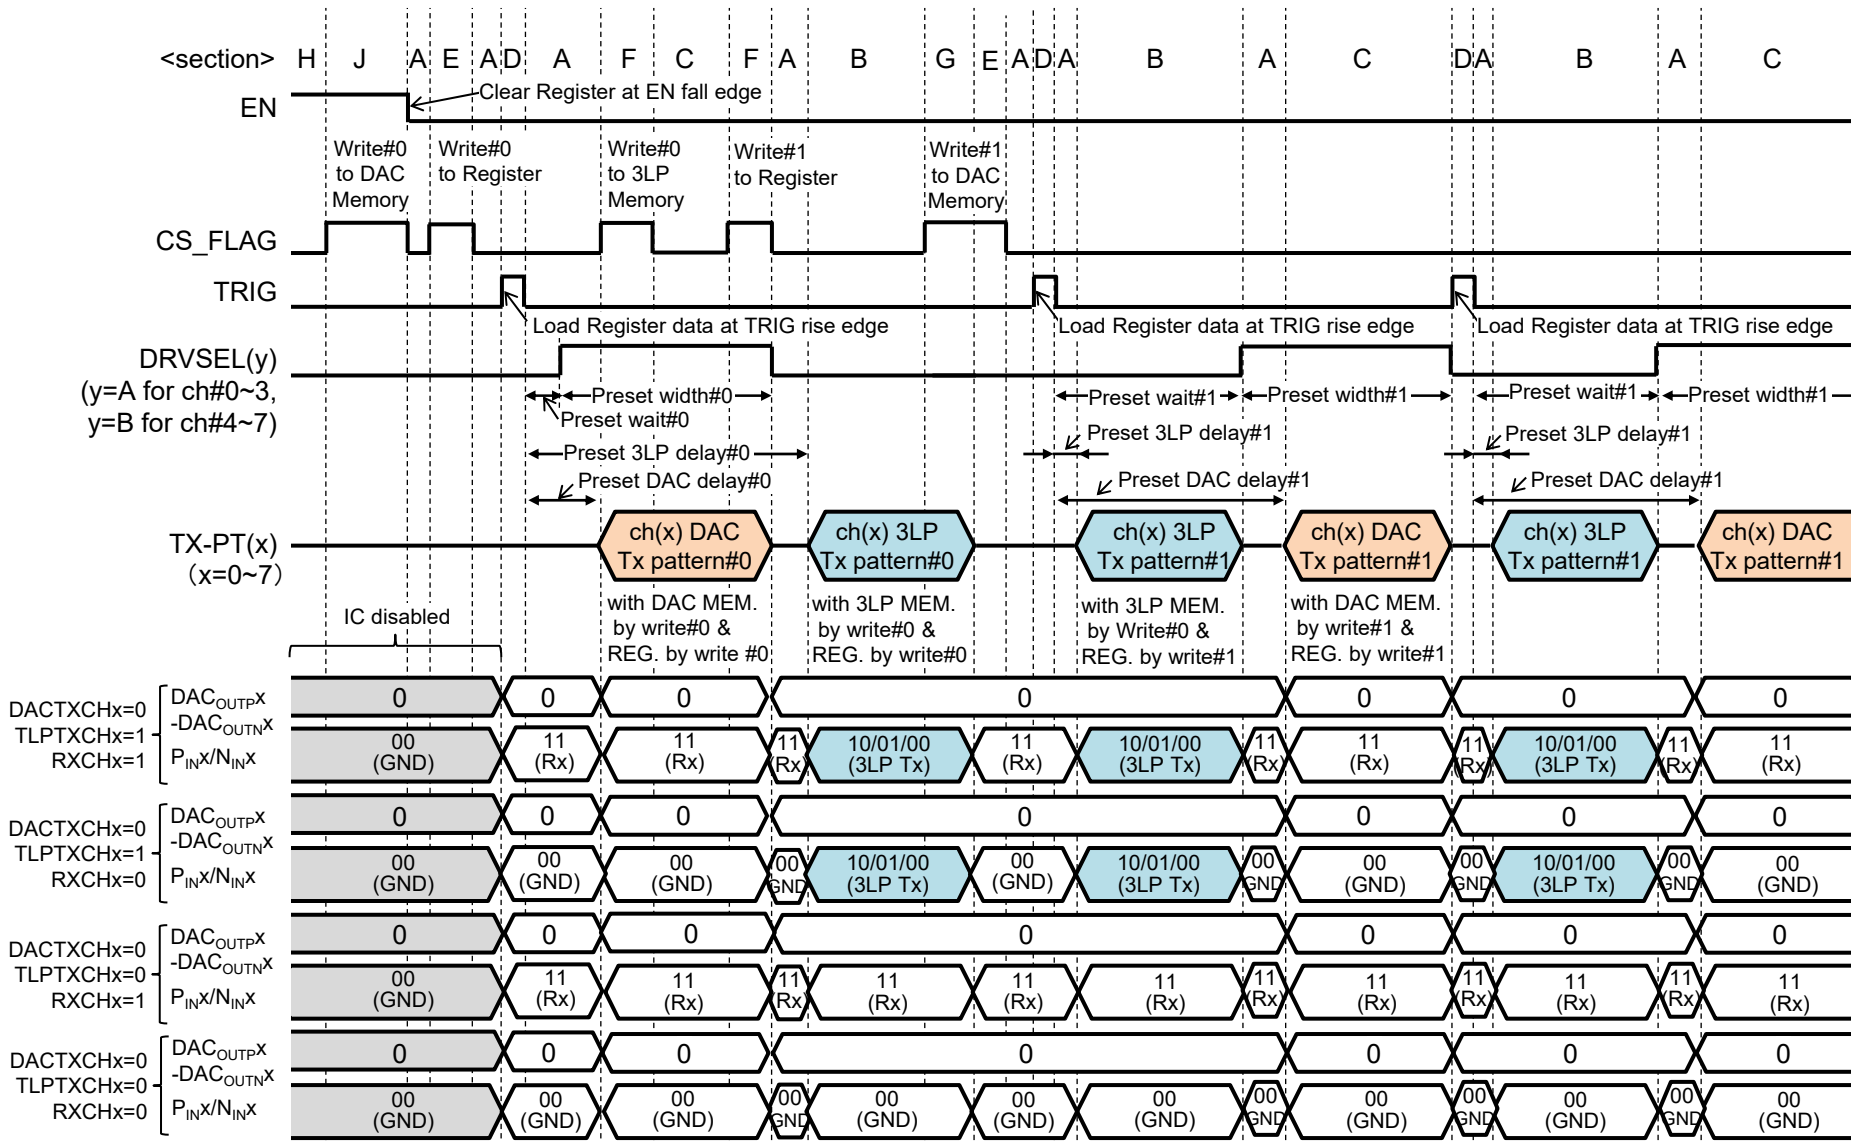 <section> H J A E A D A F C F A B G E A D A B A C D A B A C
EN
Clear Register at EN fall edge
Write#0
to DAC
Memory
Write#0
to Register
Write#0
to 3LP
Memory
Write#1
to Register
Write#1
to DAC
Memory
CS_FLAG
TRIG
Load Register data at TRIG rise edge
Load Register data at TRIG rise edge
Load Register data at TRIG rise edge
DRVSEL(y)
(y=A for ch#0~3,
y=B for ch#4~7)
Preset width#0
Preset wait#0
Preset wait#1
Preset width#1
Preset wait#1
Preset width#1
Preset 3LP delay#0
Preset 3LP delay#1
Preset 3LP delay#1
Preset DAC delay#0
Preset DAC delay#1
Preset DAC delay#1
TX-PT(x)
(x=0~7)
ch(x) DAC
Tx pattern#0
ch(x) 3LP
Tx pattern#0
ch(x) 3LP
Tx pattern#1
ch(x) DAC
Tx pattern#1
ch(x) 3LP
Tx pattern#1
ch(x) DAC
Tx pattern#1
IC disabled
with DAC MEM.
by write#0 &
REG. by write #0
with 3LP MEM.
by write#0 &
REG. by write#0
with 3LP MEM.
by Write#0 &
REG. by write#1
with DAC MEM.
by write#1 &
REG. by write#1
DACTXCHx=0
TLPTXCHx=1
RXCHx=1
DACOUTPx
-DACOUTNx
0 0 0 0 0 0 0
PINx/NINx
00 11 11 11 10/01/00 11 10/01/00 11 11 11 10/01/00 11 11
(GND) (Rx) (Rx) (Rx) (3LP Tx) (Rx) (3LP Tx) (Rx) (Rx) (Rx) (3LP Tx) (Rx) (Rx)
DACTXCHx=0
TLPTXCHx=1
RXCHx=0
DACOUTPx
-DACOUTNx
0 0 0 0 0 0 0
PINx/NINx
00 00 00 00 10/01/00 00 10/01/00 00 00 00 10/01/00 00 00
(GND) (GND) (GND) GND (3LP Tx) (GND) (3LP Tx) GND (GND) GND (3LP Tx) GND (GND)
DACTXCHx=0
TLPTXCHx=0
RXCHx=1
DACOUTPx
-DACOUTNx
0 0 0 0 0 0 0
PINx/NINx
00 11 11 11 11 11 11 11 11 11 11 11 11
(GND) (Rx) (Rx) (Rx) (Rx) (Rx) (Rx) (Rx) (Rx) (Rx) (Rx) (Rx) (Rx)
DACTXCHx=0
TLPTXCHx=0
RXCHx=0
DACOUTPx
-DACOUTNx
0 0 0 0 0 0 0
PINx/NINx
00 00 00 00 00 00 00 00 00 00 00 00 00
(GND) (GND) (GND) GND (GND) (GND) (GND) GND (GND) GND (GND) GND (GND)